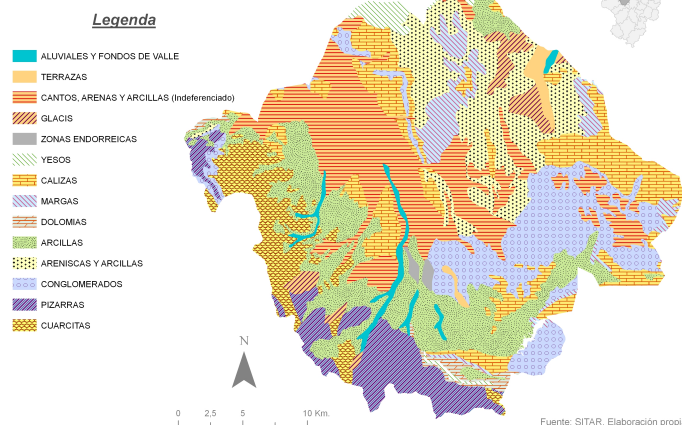 Legenda
ALUVIALES Y FONDOS DE VALLE
TERRAZAS
CANTOS, ARENAS Y ARCILLAS (Indeferenciado)
GLACIS
ZONAS ENDORREICAS
YESOS
CALIZAS
MARGAS
DOLOMIAS
ARCILLAS
ARENISCAS Y ARCILLAS
CONGLOMERADOS
PIZARRAS
CUARCITAS
N
0 2,5 5 10 Km.
Fuente: SITAR. Elaboración propi